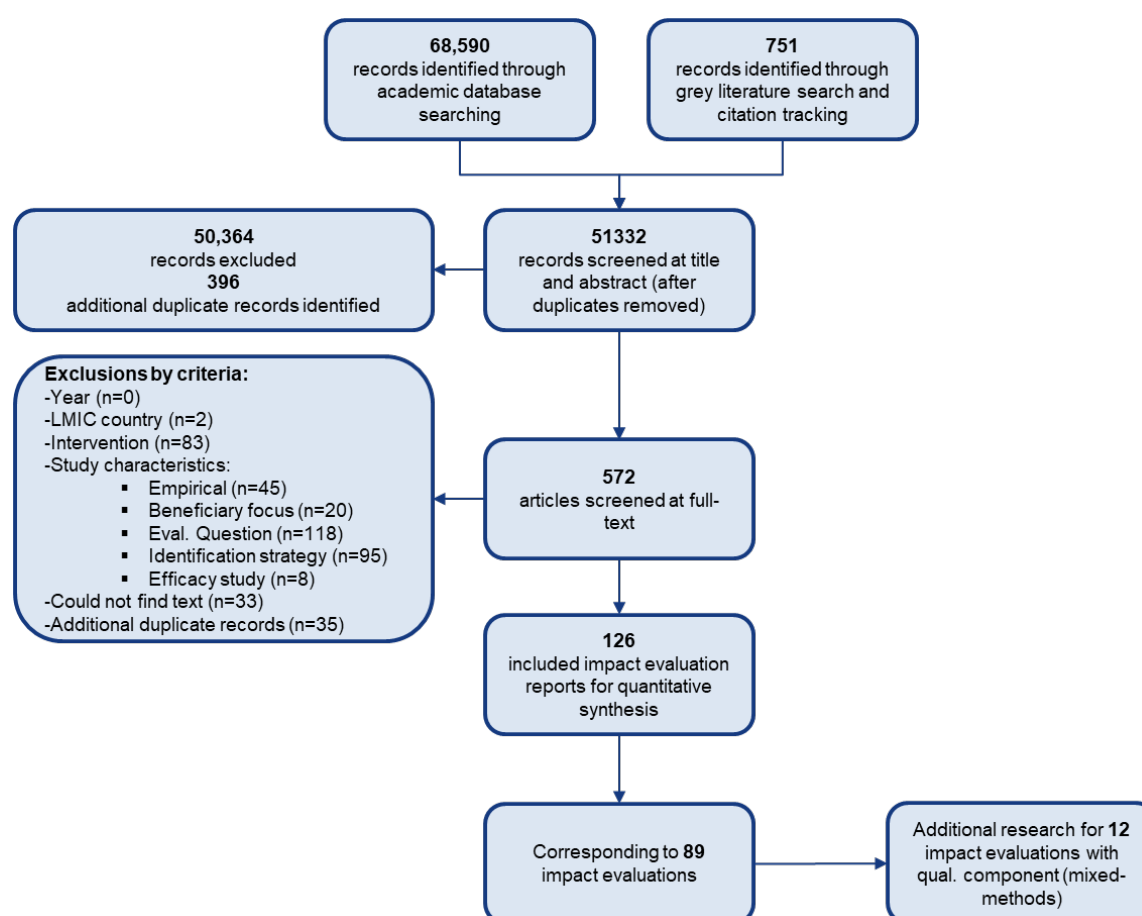 68,590
records identified through
academic database
searching
751
records identified through
grey literature search and
citation tracking
50,364
records excluded
396
additional duplicate records identified
51332
records screened at title
and abstract (after
duplicates removed)
Exclusions by criteria:
-Year (n=0)
-LMIC country (n=2)
-Intervention (n=83)
-Study characteristics:
▪ Empirical (n=45)
▪ Beneficiary focus (n=20)
▪ Eval. Question (n=118)
▪ Identification strategy (n=95)
▪ Efficacy study (n=8)
-Could not find text (n=33)
-Additional duplicate records (n=35)
572
articles screened at full-
text
126
included impact evaluation
reports for quantitative
synthesis
Corresponding to 89
impact evaluations
Additional research for 12
impact evaluations with
qual. component (mixed-
methods)